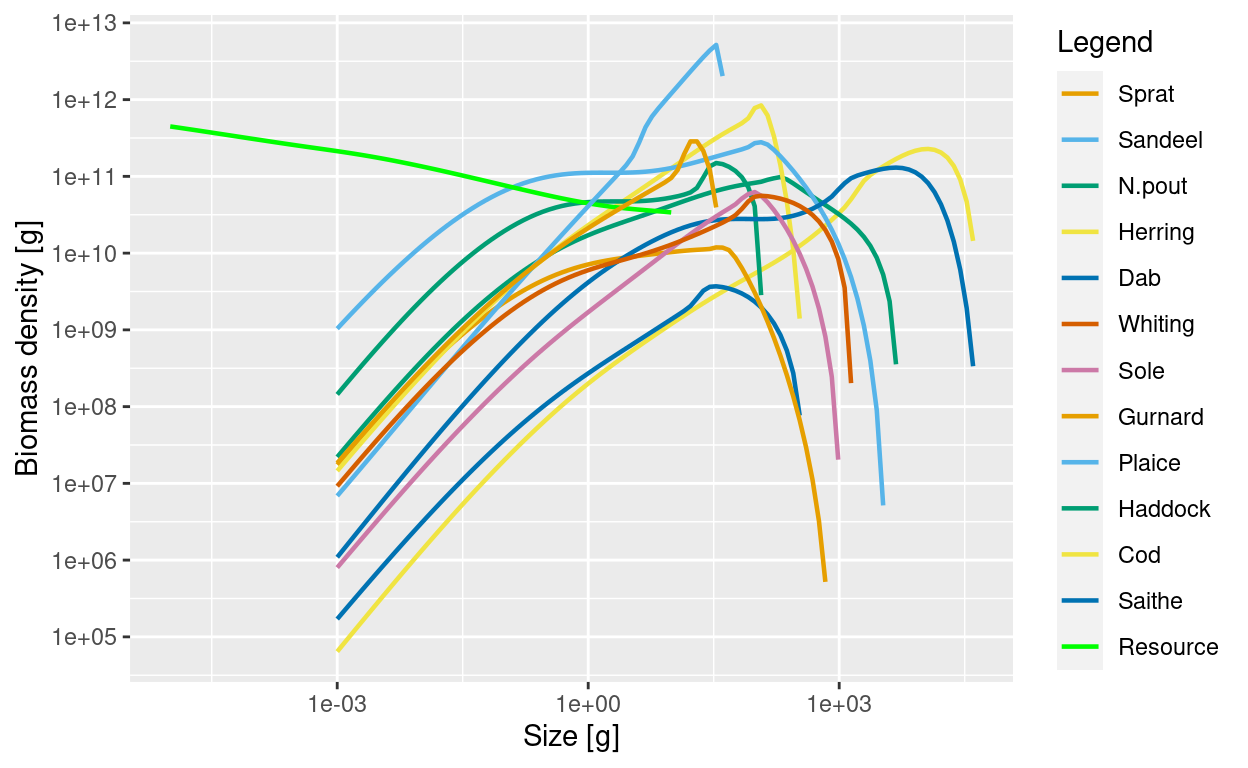 1e+13
1e+12
1e+11
1e+10
1e+09
1e+08
1e+07
1e+06
1e+05
Biomass density [g]
1e-03 1e+00 1e+03
Size [g]
Legend
Sprat
Sandeel
N.pout
Herring
Dab
Whiting
Sole
Gurnard
Plaice
Haddock
Cod
Saithe
Resource